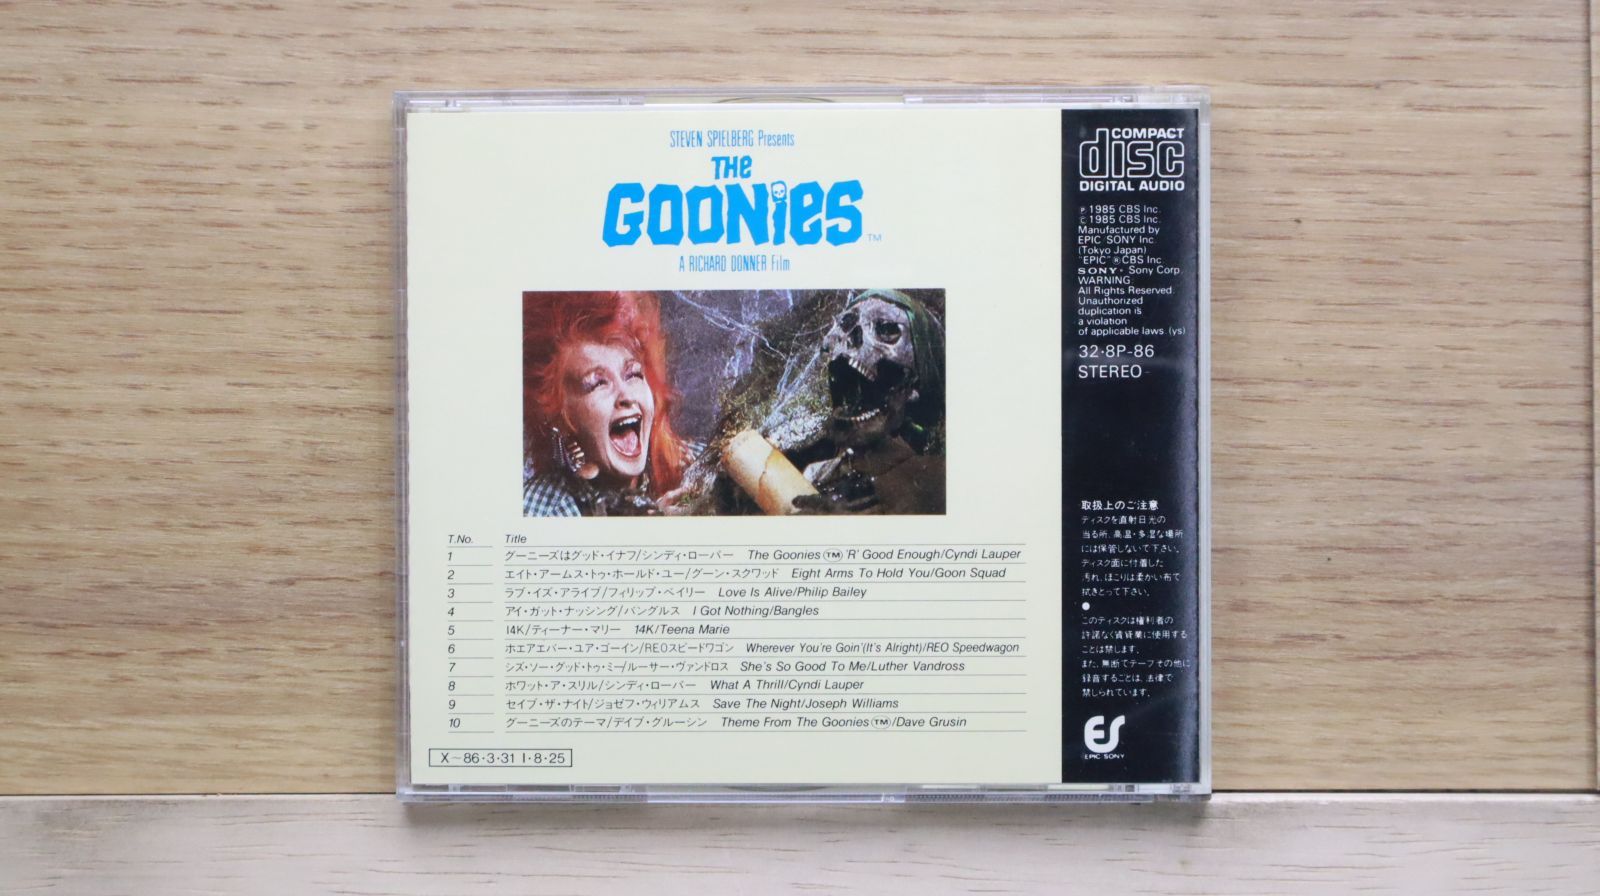 STEVEN SPIELBERG Presents
THE
GOONIES TM
A RICHARD DONNER Film
T.No. Title
1 グーニーズはグッド・イナフ/シンディ・ローパー The Goonies TM 'R' Good Enough/Cyndi Lauper
2 エイト・アームス・トゥ・ホールド・ユー/グーン・スクワッド Eight Arms To Hold You/Goon Squad
3 ラブ・イズ・アライブ/フィリップ・ベイリー Love Is Alive/Philip Bailey
4 アイ・ガット・ナッシング/バングルス I Got Nothing/Bangles
5 14K/ティーナー・マリー 14K/Teena Marie
6 ホエアエバー・ユア・ゴーイン/REOスピードワゴン Wherever You're Goin'(It's Alright)/REO Speedwagon
7 シズ・ソー・グッド・トゥ・ミー/ルーサー・ヴァンドロス She's So Good To Me/Luther Vandross
8 ホワット・ア・スリル/シンディ・ローパー What A Thrill/Cyndi Lauper
9 セイブ・ザ・ナイト/ジョゼフ・ウィリアムス Save The Night/Joseph Williams
10 グーニーズのテーマ/デイブ・グルーシン Theme From The Goonies TM/Dave Grusin
X～86・3・31 I・8・25
COMPACT
disc
DIGITAL AUDIO
Ⓟ 1985 CBS Inc.
© 1985 CBS Inc.
Manufactured by
EPIC/SONY Inc.
(Tokyo Japan)
"EPIC" ® CBS Inc.
SONY® Sony Corp.
WARNING
All Rights Reserved.
Unauthorized
duplication is
a violation
of applicable laws. (ys)
32・8P-86
STEREO
取扱上のご注意
ディスクを直射日光の
当る所、高温・多湿な場所
には保管しないで下さい。
ディスク面に付着した
汚れ、ほこりは柔かい布で
拭きとって下さい。
●
このディスクは権利者の
許諾なく賃貸業に使用する
ことは禁じます。
また、無断でテープその他に
録音することは、法律で
禁じられています。
ES
EPIC/SONY